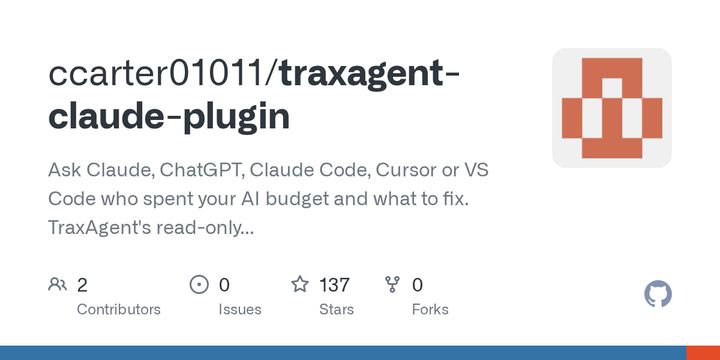 ccarter01011/traxagent-
claude-plugin
Ask Claude, ChatGPT, Claude Code, Cursor or VS
Code who spent your AI budget and what to fix.
TraxAgent's read-only...
2 0 137 0
Contributors Issues Stars Forks